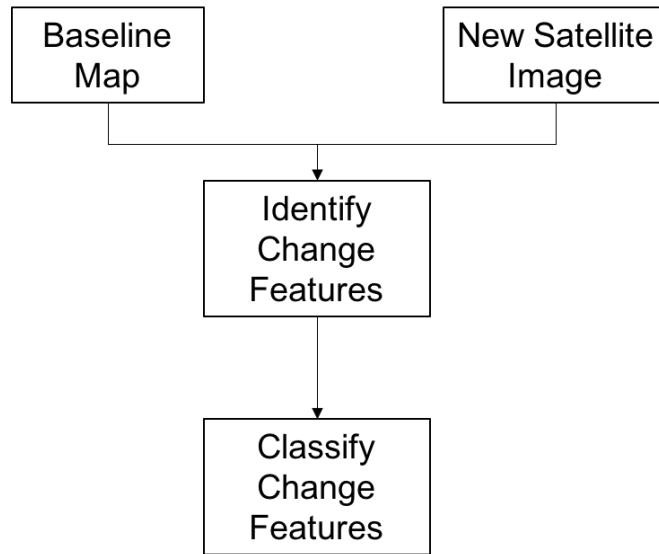 Baseline
Map
New Satellite
Image
Identify
Change
Features
Classify
Change
Features